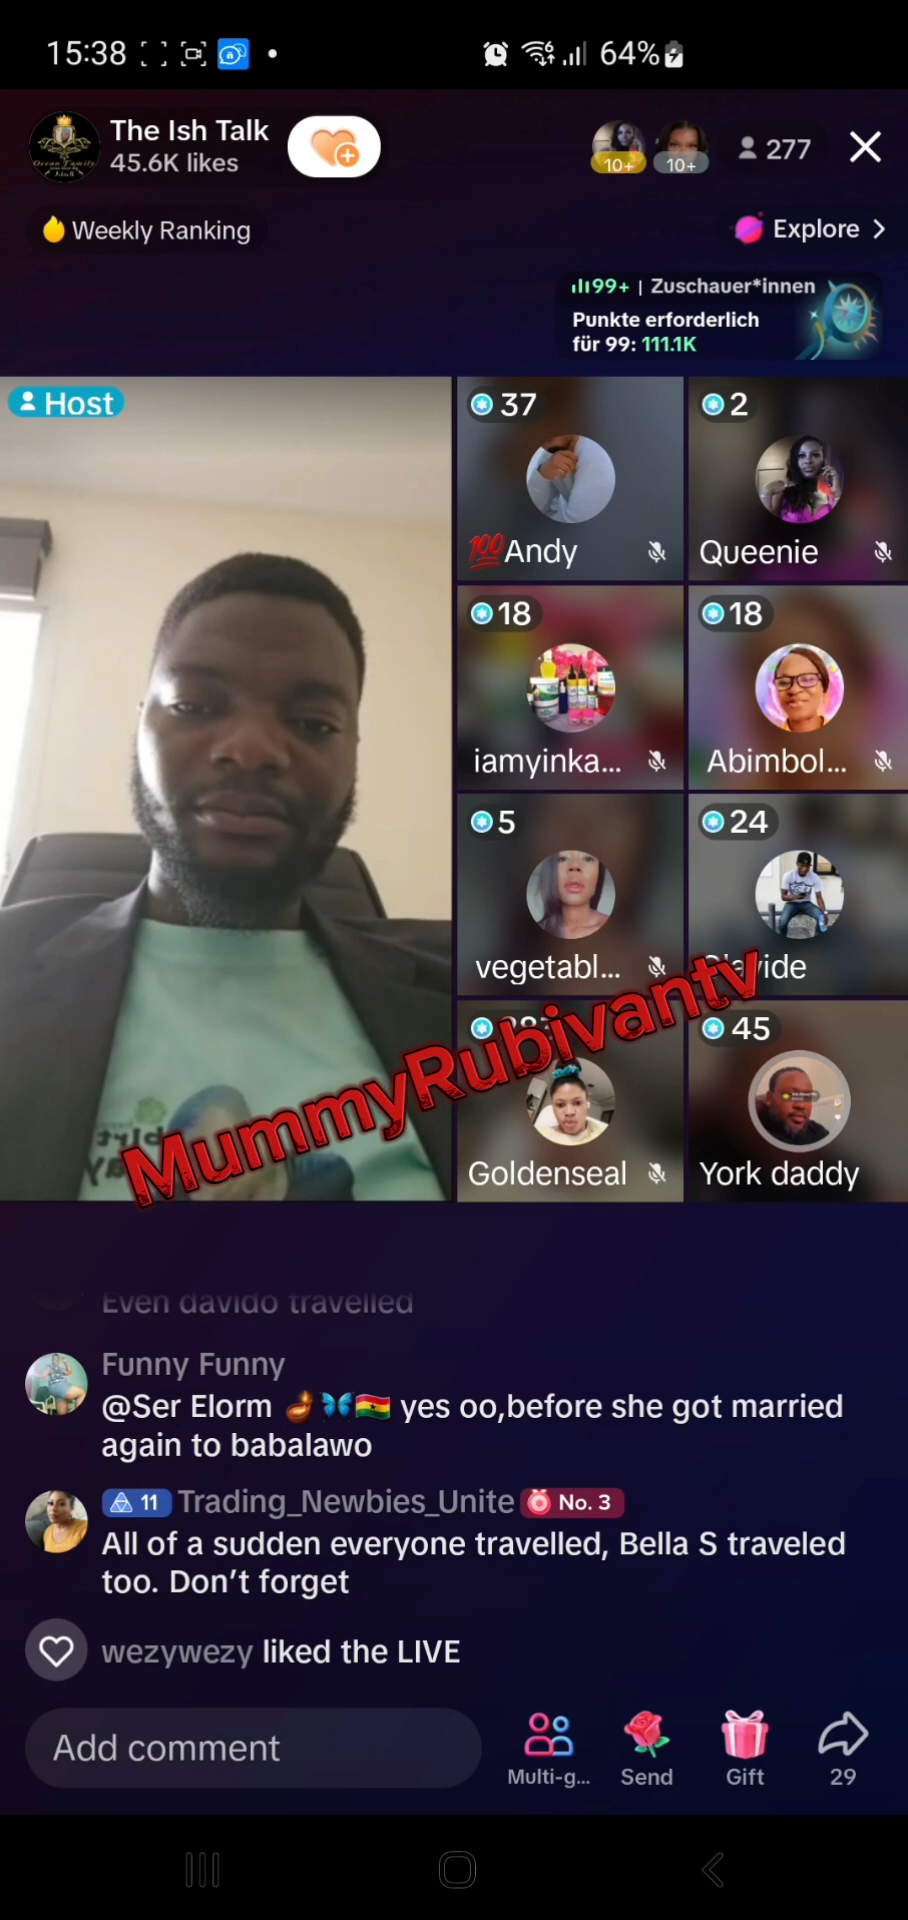 15:38
64%
The Ish Talk
45.6K likes
10+
10+
277
Weekly Ranking
Explore >
99+ | Zuschauer*innen
Punkte erforderlich
für 99: 111.1K
Host
37
💯Andy
2
Queenie
18
iamyinka...
18
Abimbol...
5
vegetabl...
24
MummyRubivantv
45
Goldenseal
York daddy
Even davido travelled
Funny Funny
@Ser Elorm 🪔🦋🇬🇭 yes oo,before she got married
again to babalawo
11 Trading_Newbies_Unite No. 3
All of a sudden everyone travelled, Bella S traveled
too. Don’t forget
wezywezy liked the LIVE
Add comment
Multi-g...
Send
Gift
29